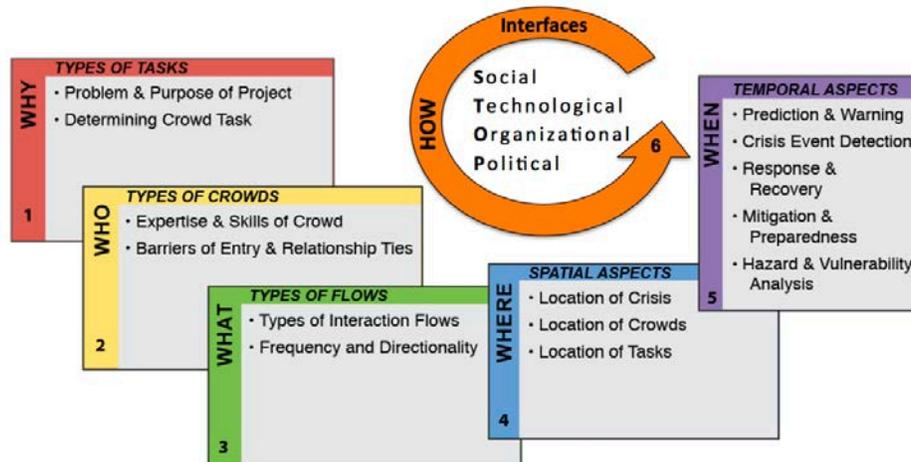 WHY
TYPES OF TASKS
• Problem & Purpose of Project
• Determining Crowd Task
1
WHO
TYPES OF CROWDS
• Expertise & Skills of Crowd
• Barriers of Entry & Relationship Ties
2
WHAT
TYPES OF FLOWS
• Types of Interaction Flows
• Frequency and Directionality
3
WHERE
SPATIAL ASPECTS
• Location of Crisis
• Location of Crowds
• Location of Tasks
4
WHEN
TEMPORAL ASPECTS
• Prediction & Warning
• Crisis Event Detection
• Response &
Recovery
• Mitigation &
Preparedness
• Hazard & Vulnerability
Analysis
5
HOW
Interfaces
Social
Technological
Organizational
Political
6